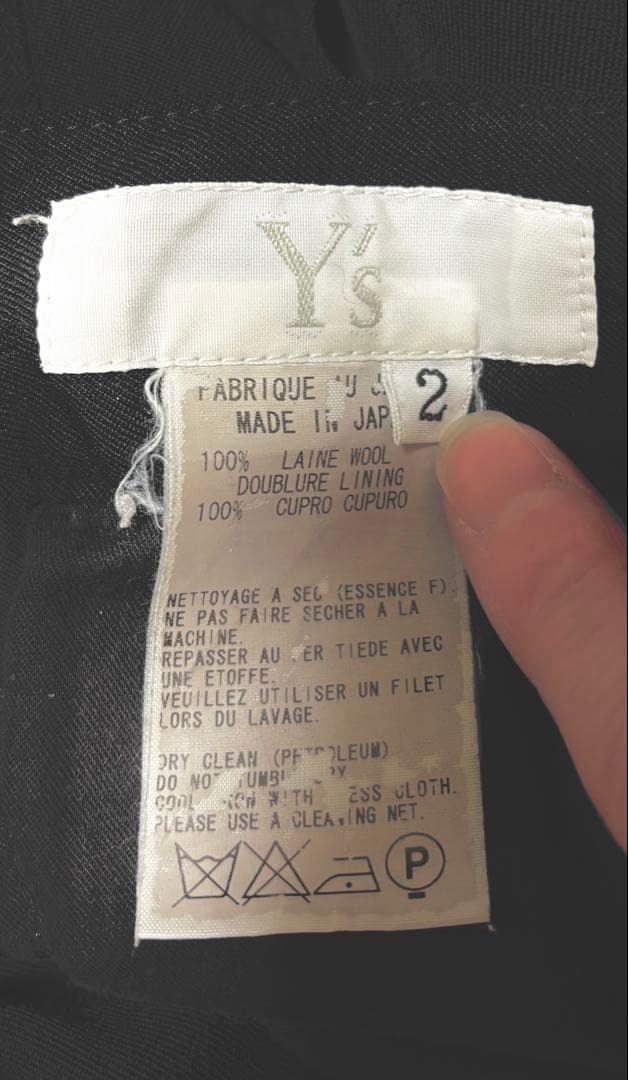 Y's
FABRIQUE
2
MADE IN
100% LAINE WOOL
DOUBLURE LINING
100% CUPRO CUPURO
NETTOYAGE A SEC (ESSENCE F).
NE PAS FAIRE SECHER A LA
MACHINE.
REPASSER AU TIEDE AVEC
UNE ETOFFE.
VEUILLEZ UTILISER UN FILET
LORS DU LAVAGE.
DRY CLEAN (PETROLEUM)
DO NOT
WITH CLOTH.
PLEASE USE A CLEANING NET.
P